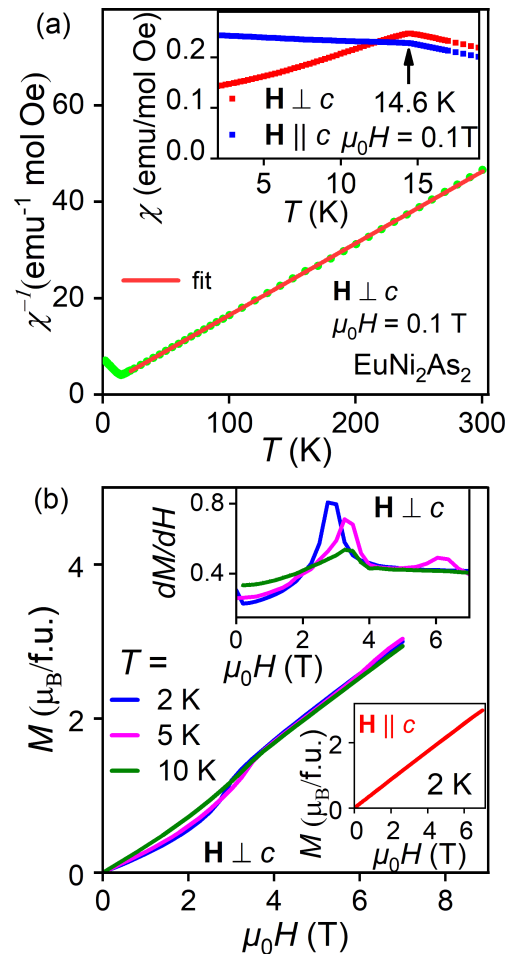 (a)
χ (emu/mol Oe)
0.2
0.1
0.0
H ⊥ c
14.6 K
H || c
μ₀H = 0.1T
5
10
15
T (K)
χ⁻¹(emu⁻¹ mol Oe)
60
40
20
0
fit
H ⊥ c
μ₀H = 0.1 T
EuNi₂As₂
0
100
200
300
T (K)
(b)
dM/dH
0.8
0.4
H ⊥ c
0
2
4
6
μ₀H (T)
M (μ_B/f.u.)
4
2
0
T =
2 K
5 K
10 K
H ⊥ c
M (μ_B/f.u.)
2
0
H || c
2 K
0
2
4
6
μ₀H (T)
0
2
4
6
8
μ₀H (T)